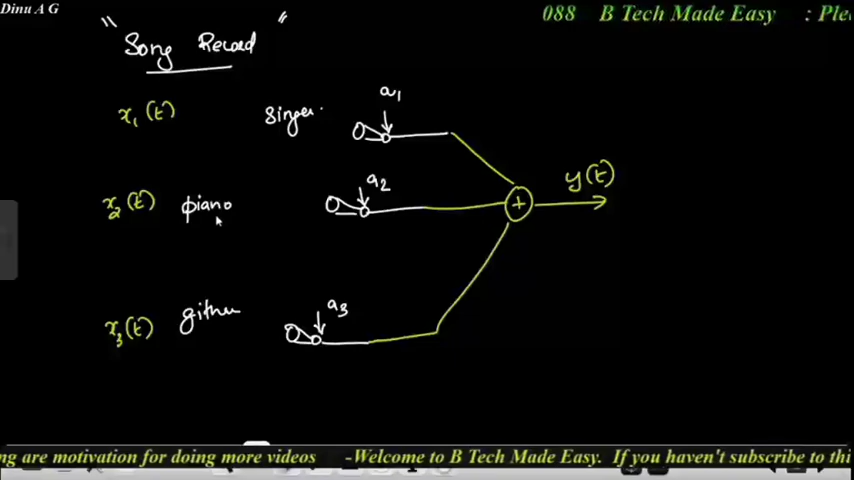 Dinu A G
088 B Tech Made Easy : Ple
" Song Record "
x₁(t) singer. a₁
x₂(t) piano a₂ + y(t)
x₃(t) a₃
ng are motivation for doing more videos -Welcome to B Tech Made Easy. If you haven't subscribe to thi